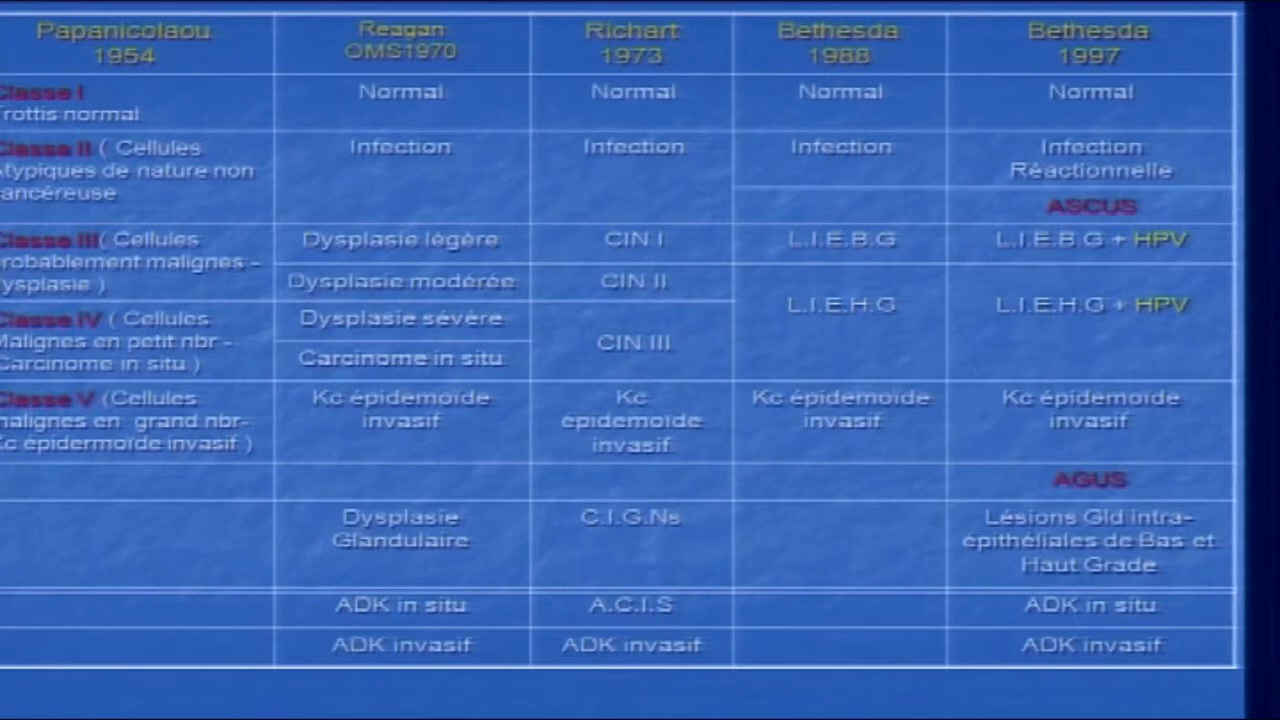 Papanicolaou
1954
Reagan
OMS1970
Richart
1973
Bethesda
1988
Bethesda
1997
Classe I
Frottis normal
Normal
Normal
Normal
Normal
Classe II ( Cellules
Atypiques de nature non
cancéreuse
Infection
Infection
Infection
Infection
Réactionnelle
ASCUS
Classe III( Cellules
probablement malignes -
dysplasie )
Dysplasie légère
CIN I
L.I.E.B.G
L.I.E.B.G + HPV
Dysplasie modérée
CIN II
L.I.E.H.G
L.I.E.H.G + HPV
Classe IV ( Cellules
Malignes en petit nbr -
Carcinome in situ )
Dysplasie sévère
Carcinome in situ
CIN III
Classe V (Cellules
malignes en grand nbr-
Kc épidermoïde invasif )
Kc épidemoïde
invasif
Kc
épidemoïde
invasif
Kc épidemoïde
invasif
Kc épidemoïde
invasif
AGUS
Dysplasie
Glandulaire
C.I.G.Ns
Lésions Gld intra-
épithéliales de Bas et
Haut Grade
ADK in situ
A.C.I.S
ADK in situ
ADK invasif
ADK invasif
ADK invasif